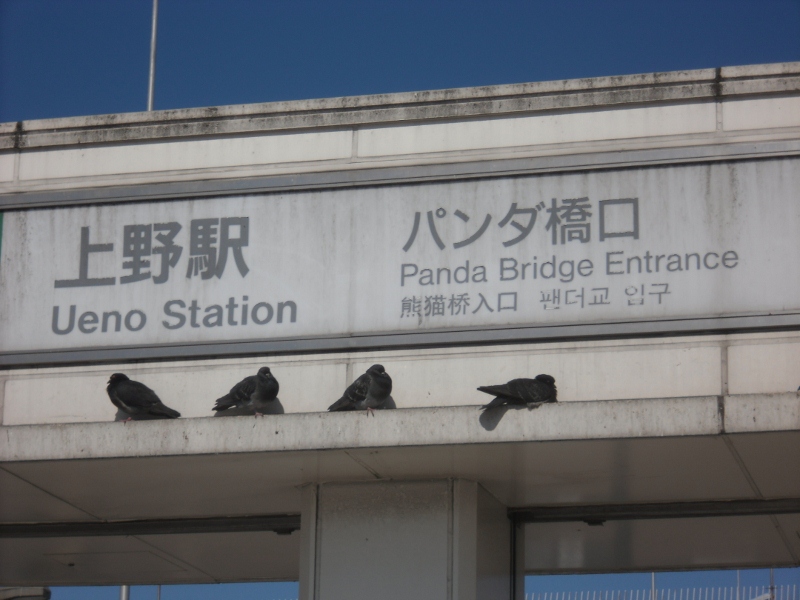 上野駅
Ueno Station
パンダ橋口
Panda Bridge Entrance
熊猫桥入口 팬더교 입구